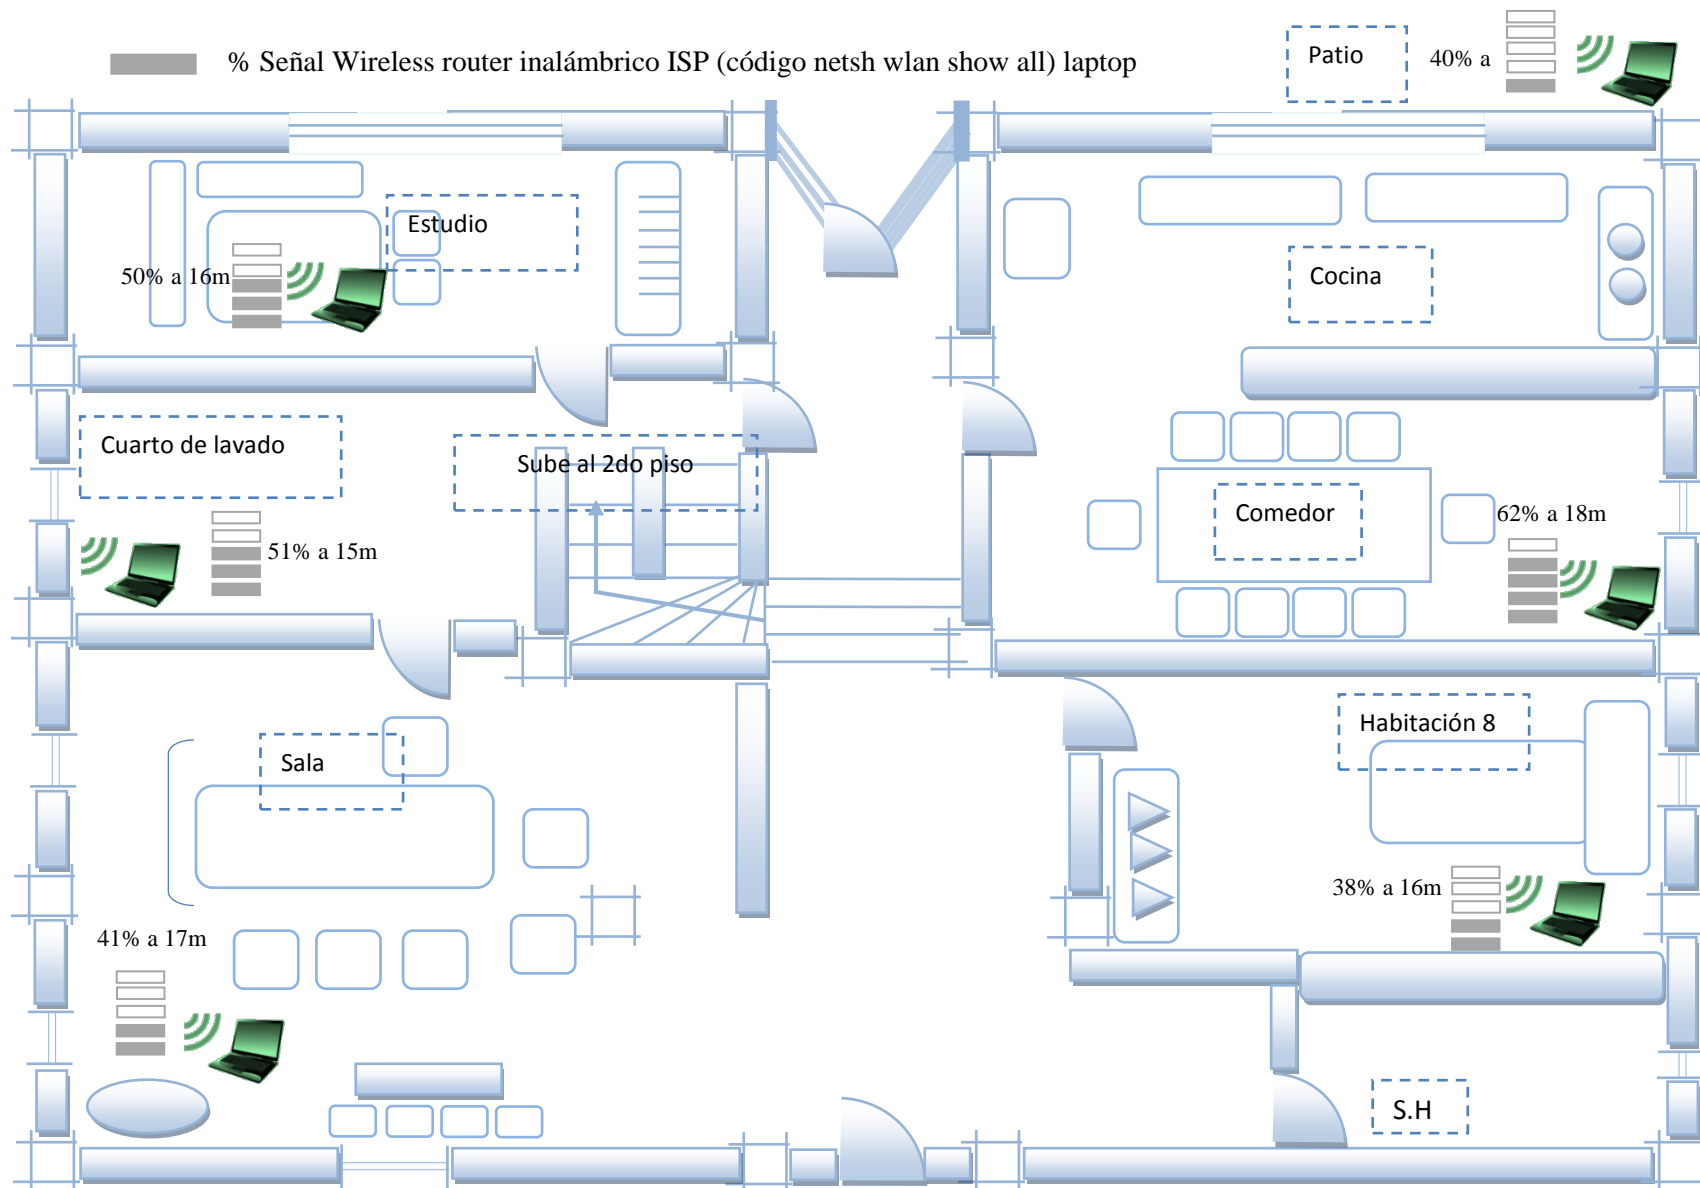 % Señal Wireless router inalámbrico ISP (código netsh wlan show all) laptop
Patio
40% a
Estudio
50% a 16m
Cocina
Cuarto de lavado
Sube al 2do piso
51% a 15m
Comedor
62% a 18m
Sala
Habitación 8
38% a 16m
41% a 17m
S.H